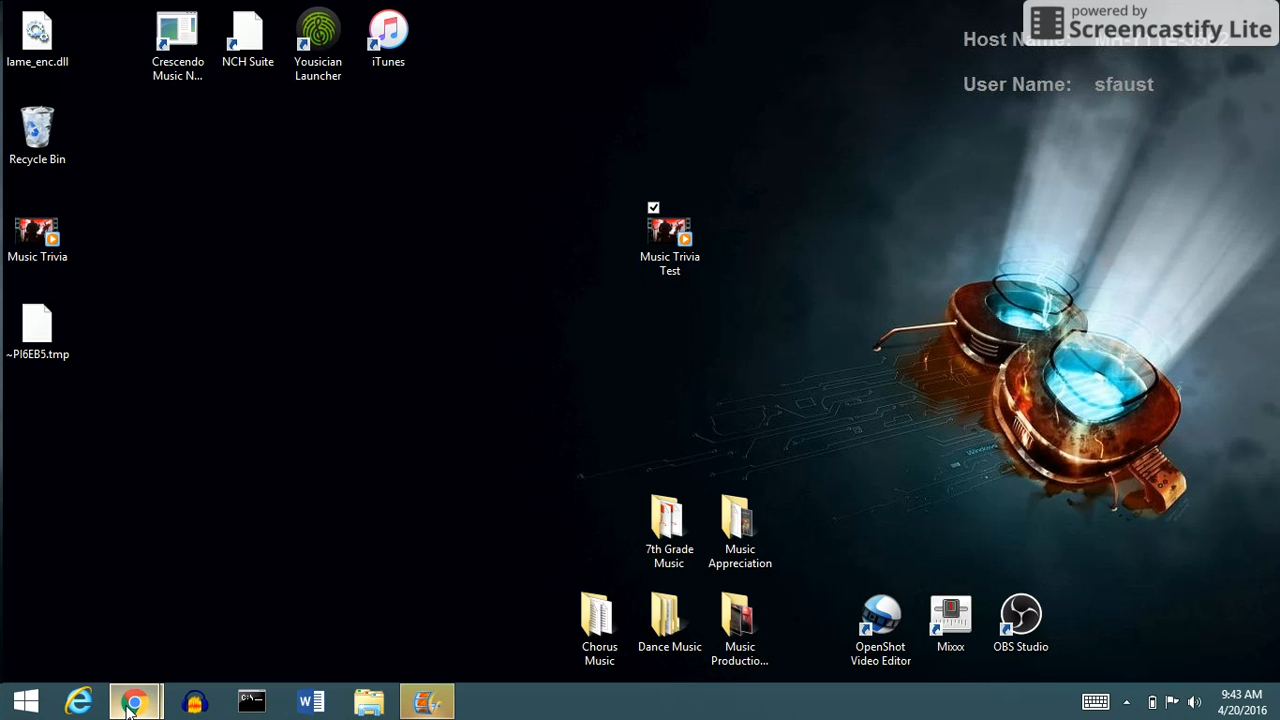 powered by
Screencastify Lite
Host Name:
User Name: sfaust
lame_enc.dll
Crescendo
Music N...
NCH Suite
Yousician
Launcher
iTunes
Recycle Bin
Music Trivia
Music Trivia
Test
~PI6EB5.tmp
7th Grade
Music
Music
Appreciation
Chorus
Music
Dance Music
Music
Productio...
OpenShot
Video Editor
Mixxx
OBS Studio
Windows
C:\
W
9:43 AM
4/20/2016